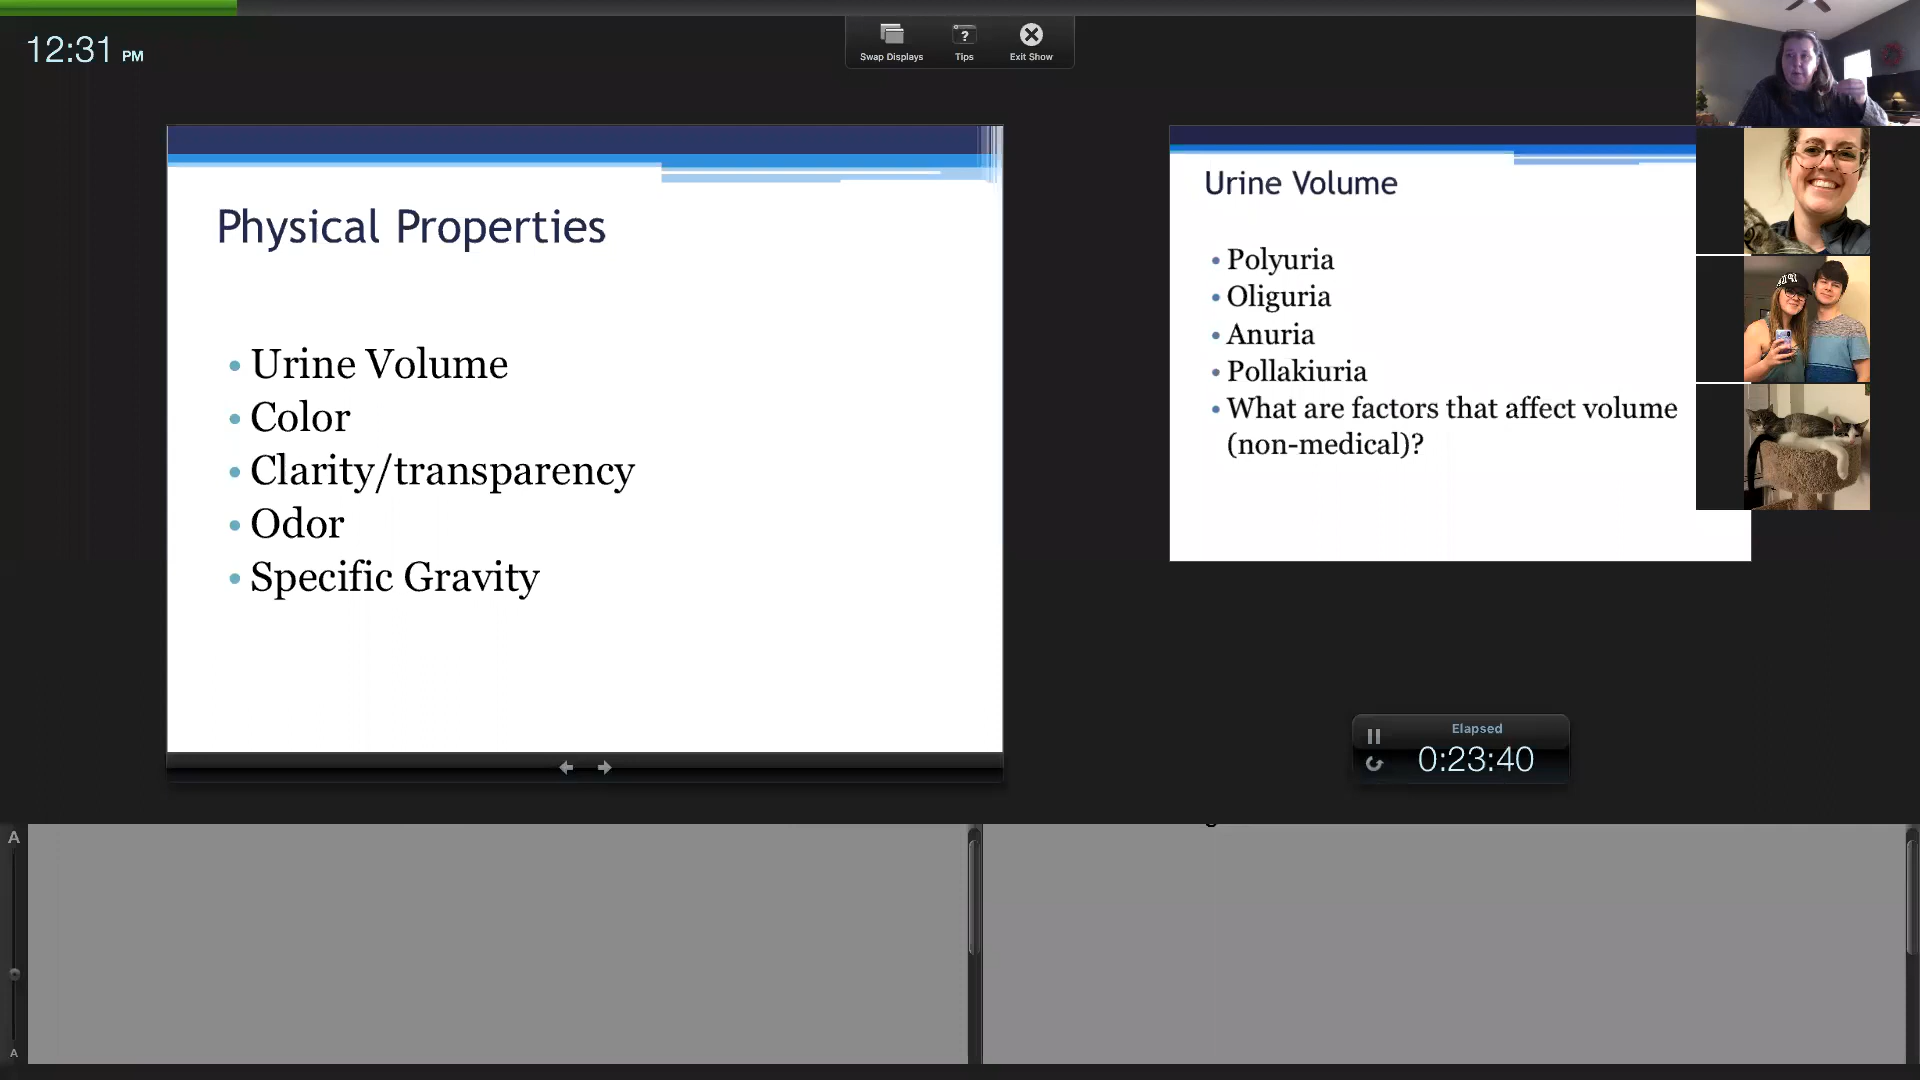 12:31 PM
Swap Displays
Tips
Exit Show
Physical Properties
• Urine Volume
• Color
• Clarity/transparency
• Odor
• Specific Gravity
Urine Volume
• Polyuria
• Oliguria
• Anuria
• Pollakiuria
• What are factors that affect volume
(non-medical)?
Elapsed
0:23:40
A
A